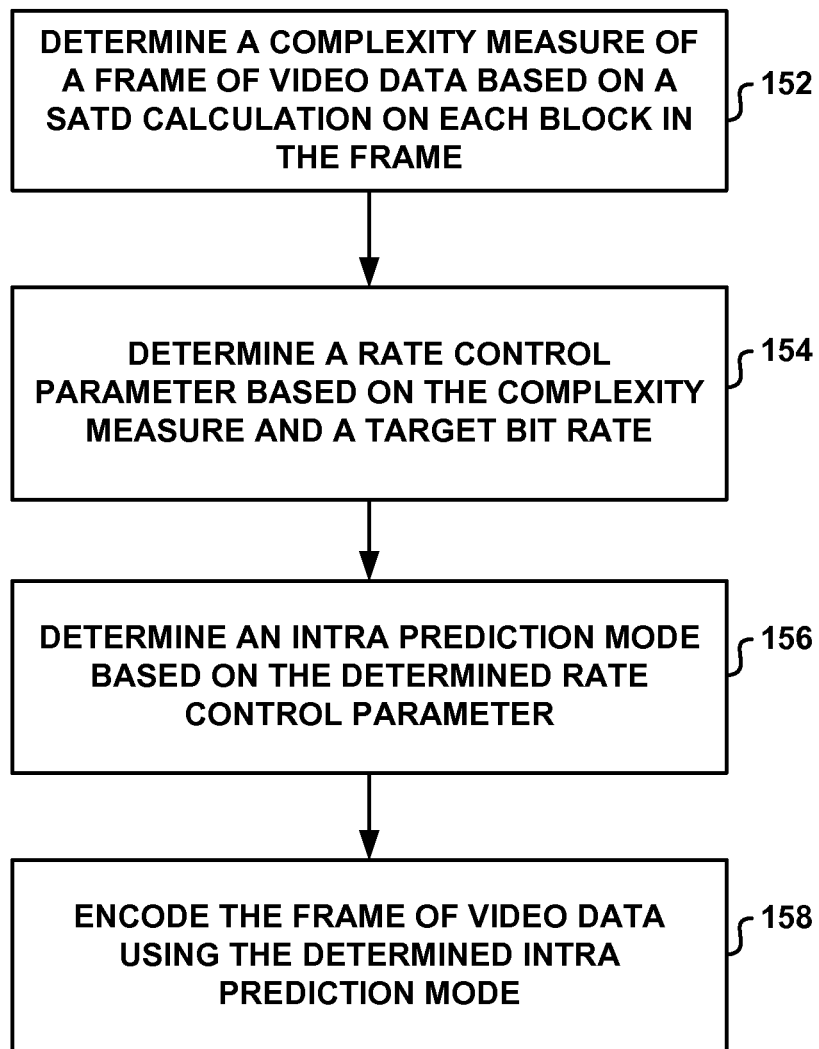 DETERMINE A COMPLEXITY MEASURE OF
A FRAME OF VIDEO DATA BASED ON A
SATD CALCULATION ON EACH BLOCK IN
THE FRAME
152
DETERMINE A RATE CONTROL
PARAMETER BASED ON THE COMPLEXITY
MEASURE AND A TARGET BIT RATE
154
DETERMINE AN INTRA PREDICTION MODE
BASED ON THE DETERMINED RATE
CONTROL PARAMETER
156
ENCODE THE FRAME OF VIDEO DATA
USING THE DETERMINED INTRA
PREDICTION MODE
158